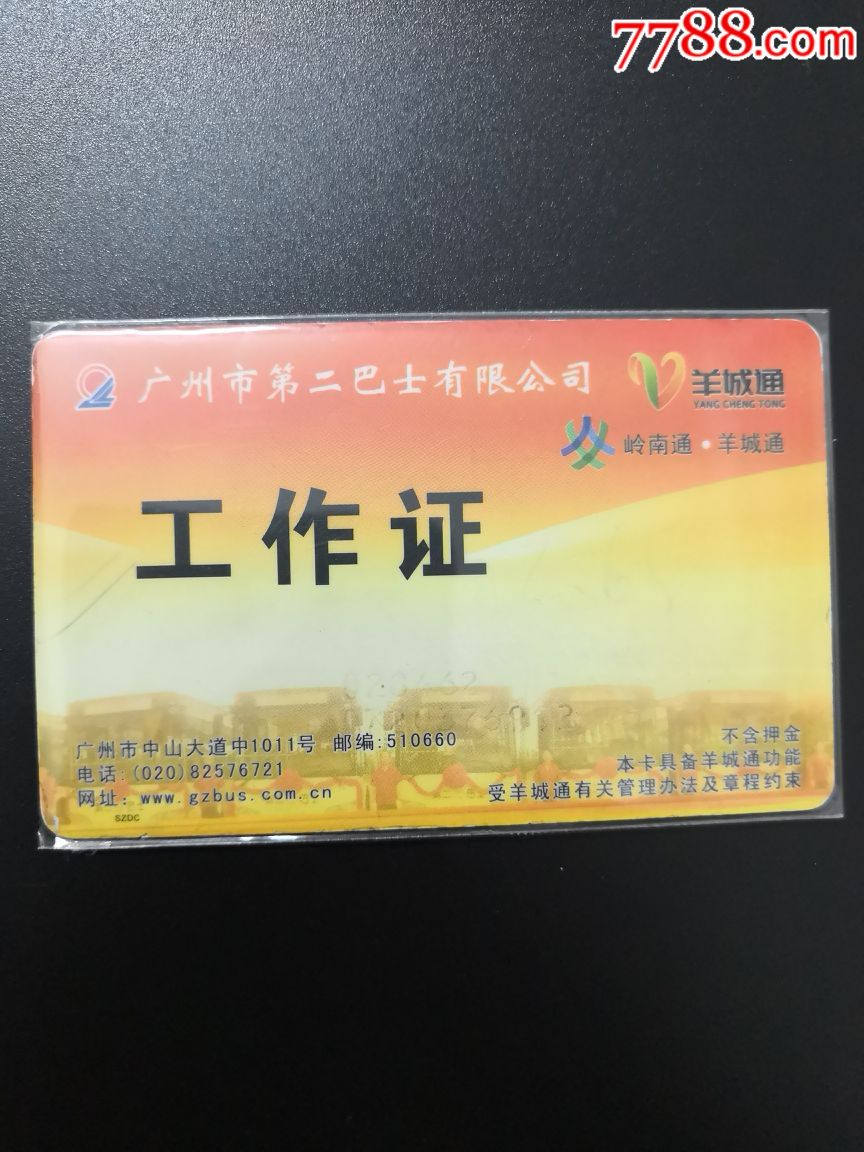 7788.com
广州市第二巴士有限公司
羊城通
YANG CHENG TONG
岭南通·羊城通
工作证
广州市中山大道中1011号 邮编:510660
电话:(020)82576721
网址: www.gzbus.com.cn
不含押金
本卡具备羊城通功能
受羊城通有关管理办法及章程约束
SZDC